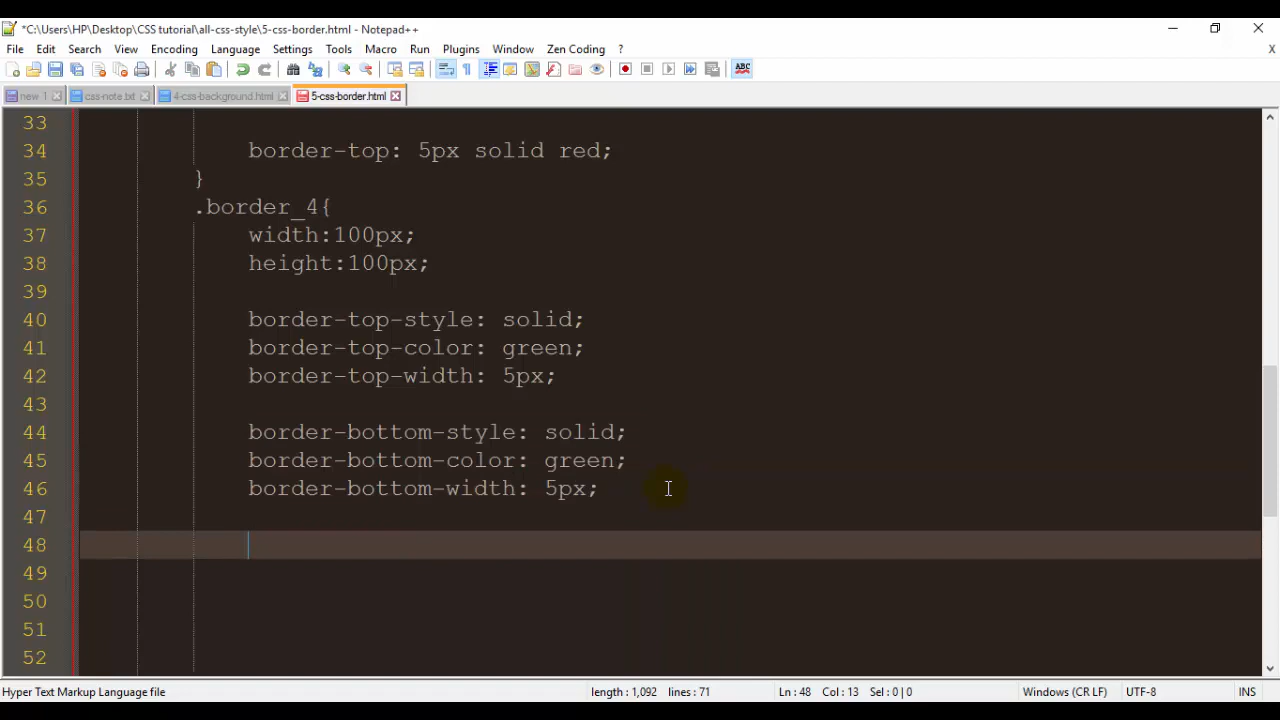 *C:\Users\HP\Desktop\CSS tutorial\all-css-style\5-css-border.html - Notepad++
File Edit Search View Encoding Language Settings Tools Macro Run Plugins Window Zen Coding ? X
new 1 css-note.txt 4-css-background.html 5-css-border.html
33
34 border-top: 5px solid red;
35 }
36 .border_4{
37 width:100px;
38 height:100px;
39
40 border-top-style: solid;
41 border-top-color: green;
42 border-top-width: 5px;
43
44 border-bottom-style: solid;
45 border-bottom-color: green;
46 border-bottom-width: 5px;
47
48
49
50
51
52
Hyper Text Markup Language file length : 1,092 lines : 71 Ln : 48 Col : 13 Sel : 0 | 0 Windows (CR LF) UTF-8 INS